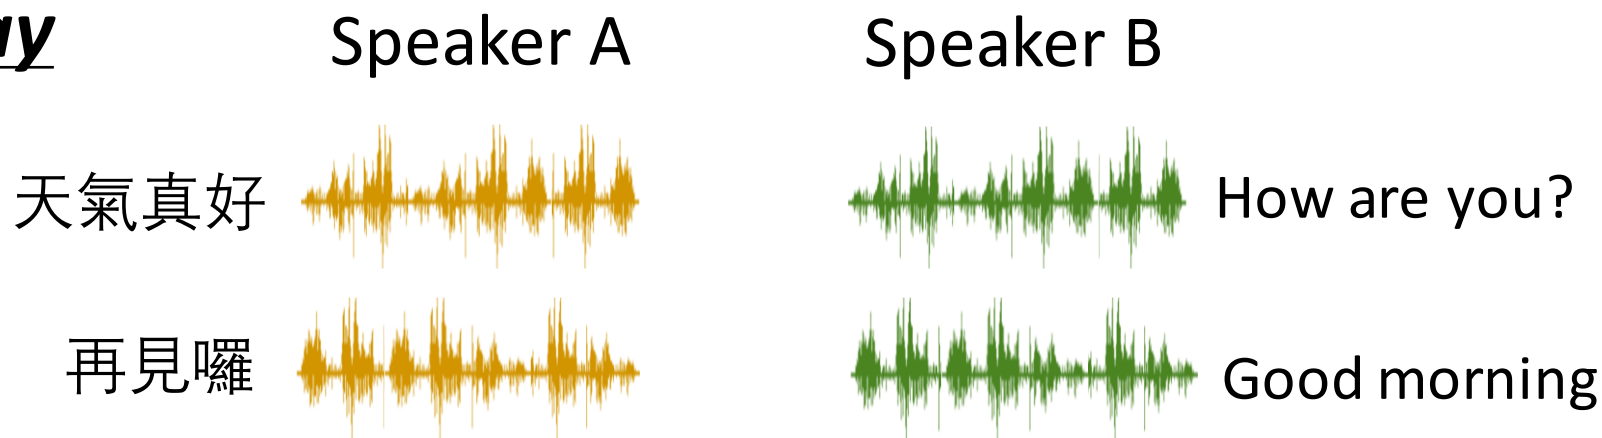 Speaker A
Speaker B
天氣真好
How are you?
再見囉
Good morning